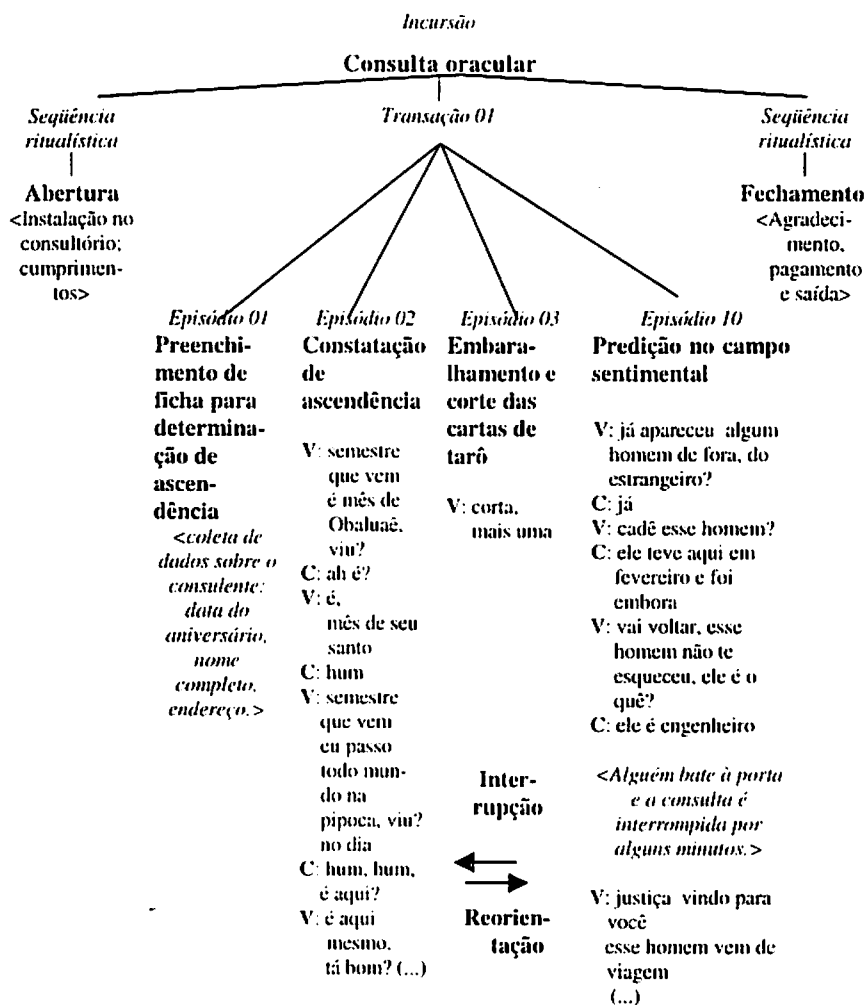 Incursão
Consulta oracular
Seqüência
ritualística
Abertura
<Instalação no
consultório;
cumprimen-
tos>
Transação 01
Seqüência
ritualística
Fechamento
<Agradeci-
mento,
pagamento
e saída>
Episódio 01
Preenchi-
mento de
ficha para
determina-
ção de
ascen-
dência
<coleta de
dados sobre o
consulente:
data do
aniversário,
nome
completo,
endereço.>
Episódio 02
Constatação
de
ascendência
V: semestre
que vem
é mês de
Obaluaê,
viu?
C: ah é?
V: é,
mês de seu
santo
C: hum
V: semestre
que vem
eu passo
todo mun-
do na
pipoca, viu?
no dia
C: hum, hum,
é aqui?
V: é aqui
mesmo,
tá bom? (...)
Episódio 03
Embara-
lhamento e
corte das
cartas de
tarô
V: corta,
mais uma
Inter-
rupção
Reorien-
tação
Episódio 10
Predição no campo
sentimental
V: já apareceu algum
homem de fora, do
estrangeiro?
C: já
V: cadê esse homem?
C: ele teve aqui em
fevereiro e foi
embora
V: vai voltar, esse
homem não te
esqueceu, ele é o
quê?
C: ele é engenheiro
<Alguém bate à porta
e a consulta é
interrompida por
alguns minutos.>
V: justiça vindo para
você
esse homem vem de
viagem
(...)